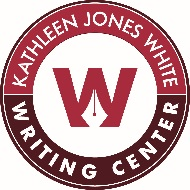 KATHLEEN JONES WHITE
W
WRITING CENTER